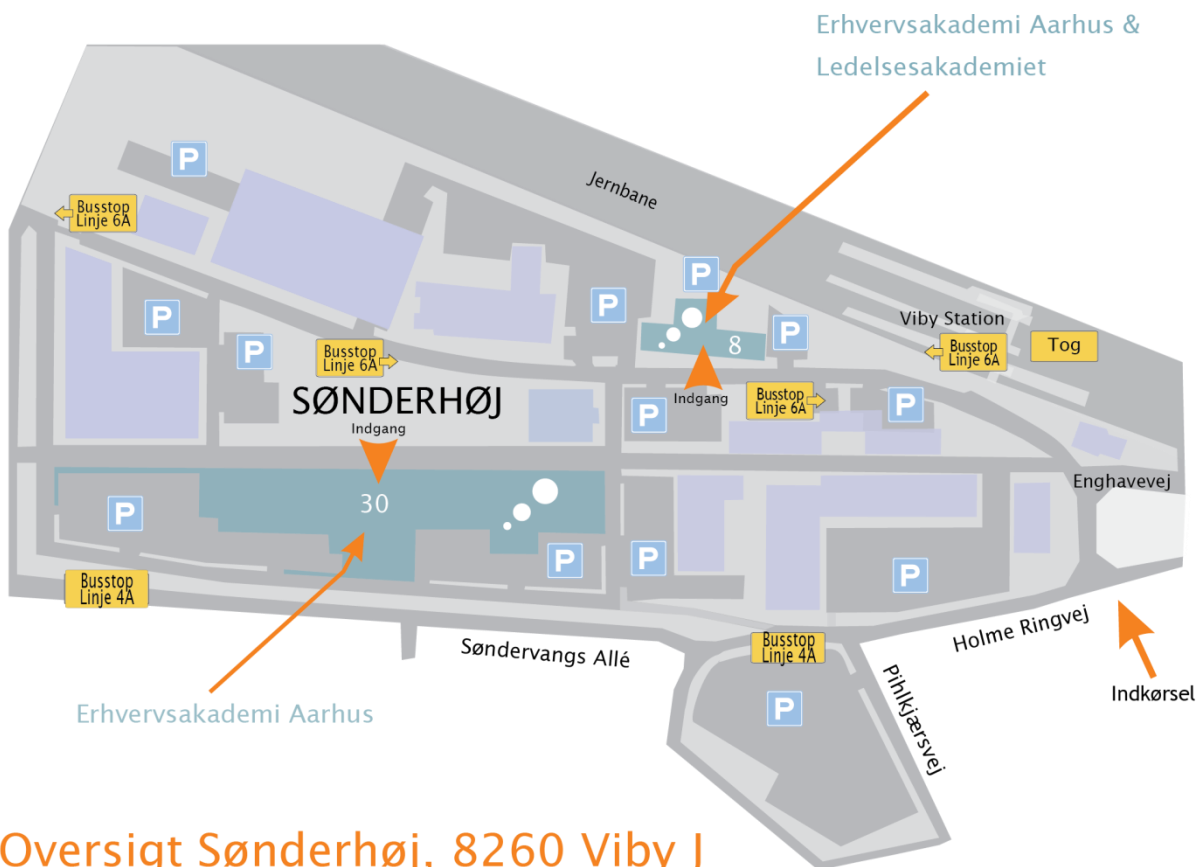 Erhvervsakademi Aarhus &
Ledelsesakademiet
P
Jernbane
Busstop
Linje 6A
P
P
P
P
P
Viby Station
Tog
8
Busstop
Linje 6A
Busstop
Linje 6A
SØNDERHØJ
Indgang
Indgang
Busstop
Linje 6A
P
P
Enghavevej
30
P
P
P
P
Busstop
Linje 4A
Søndervangs Allé
Busstop
Linje 4A
Holme Ringvej
Pihlkjærsvej
Indkørsel
P
Erhvervsakademi Aarhus
Oversigt Sønderhøj, 8260 Viby J